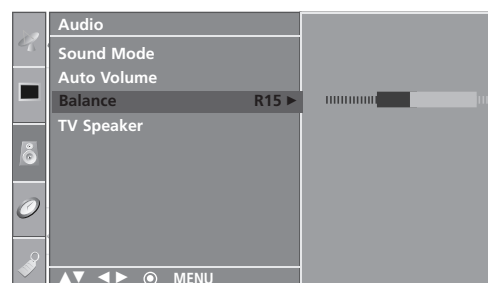 Audio
Sound Mode
Auto Volume
Balance R15 ►
TV Speaker
▲▼ ◄► ⦿ MENU